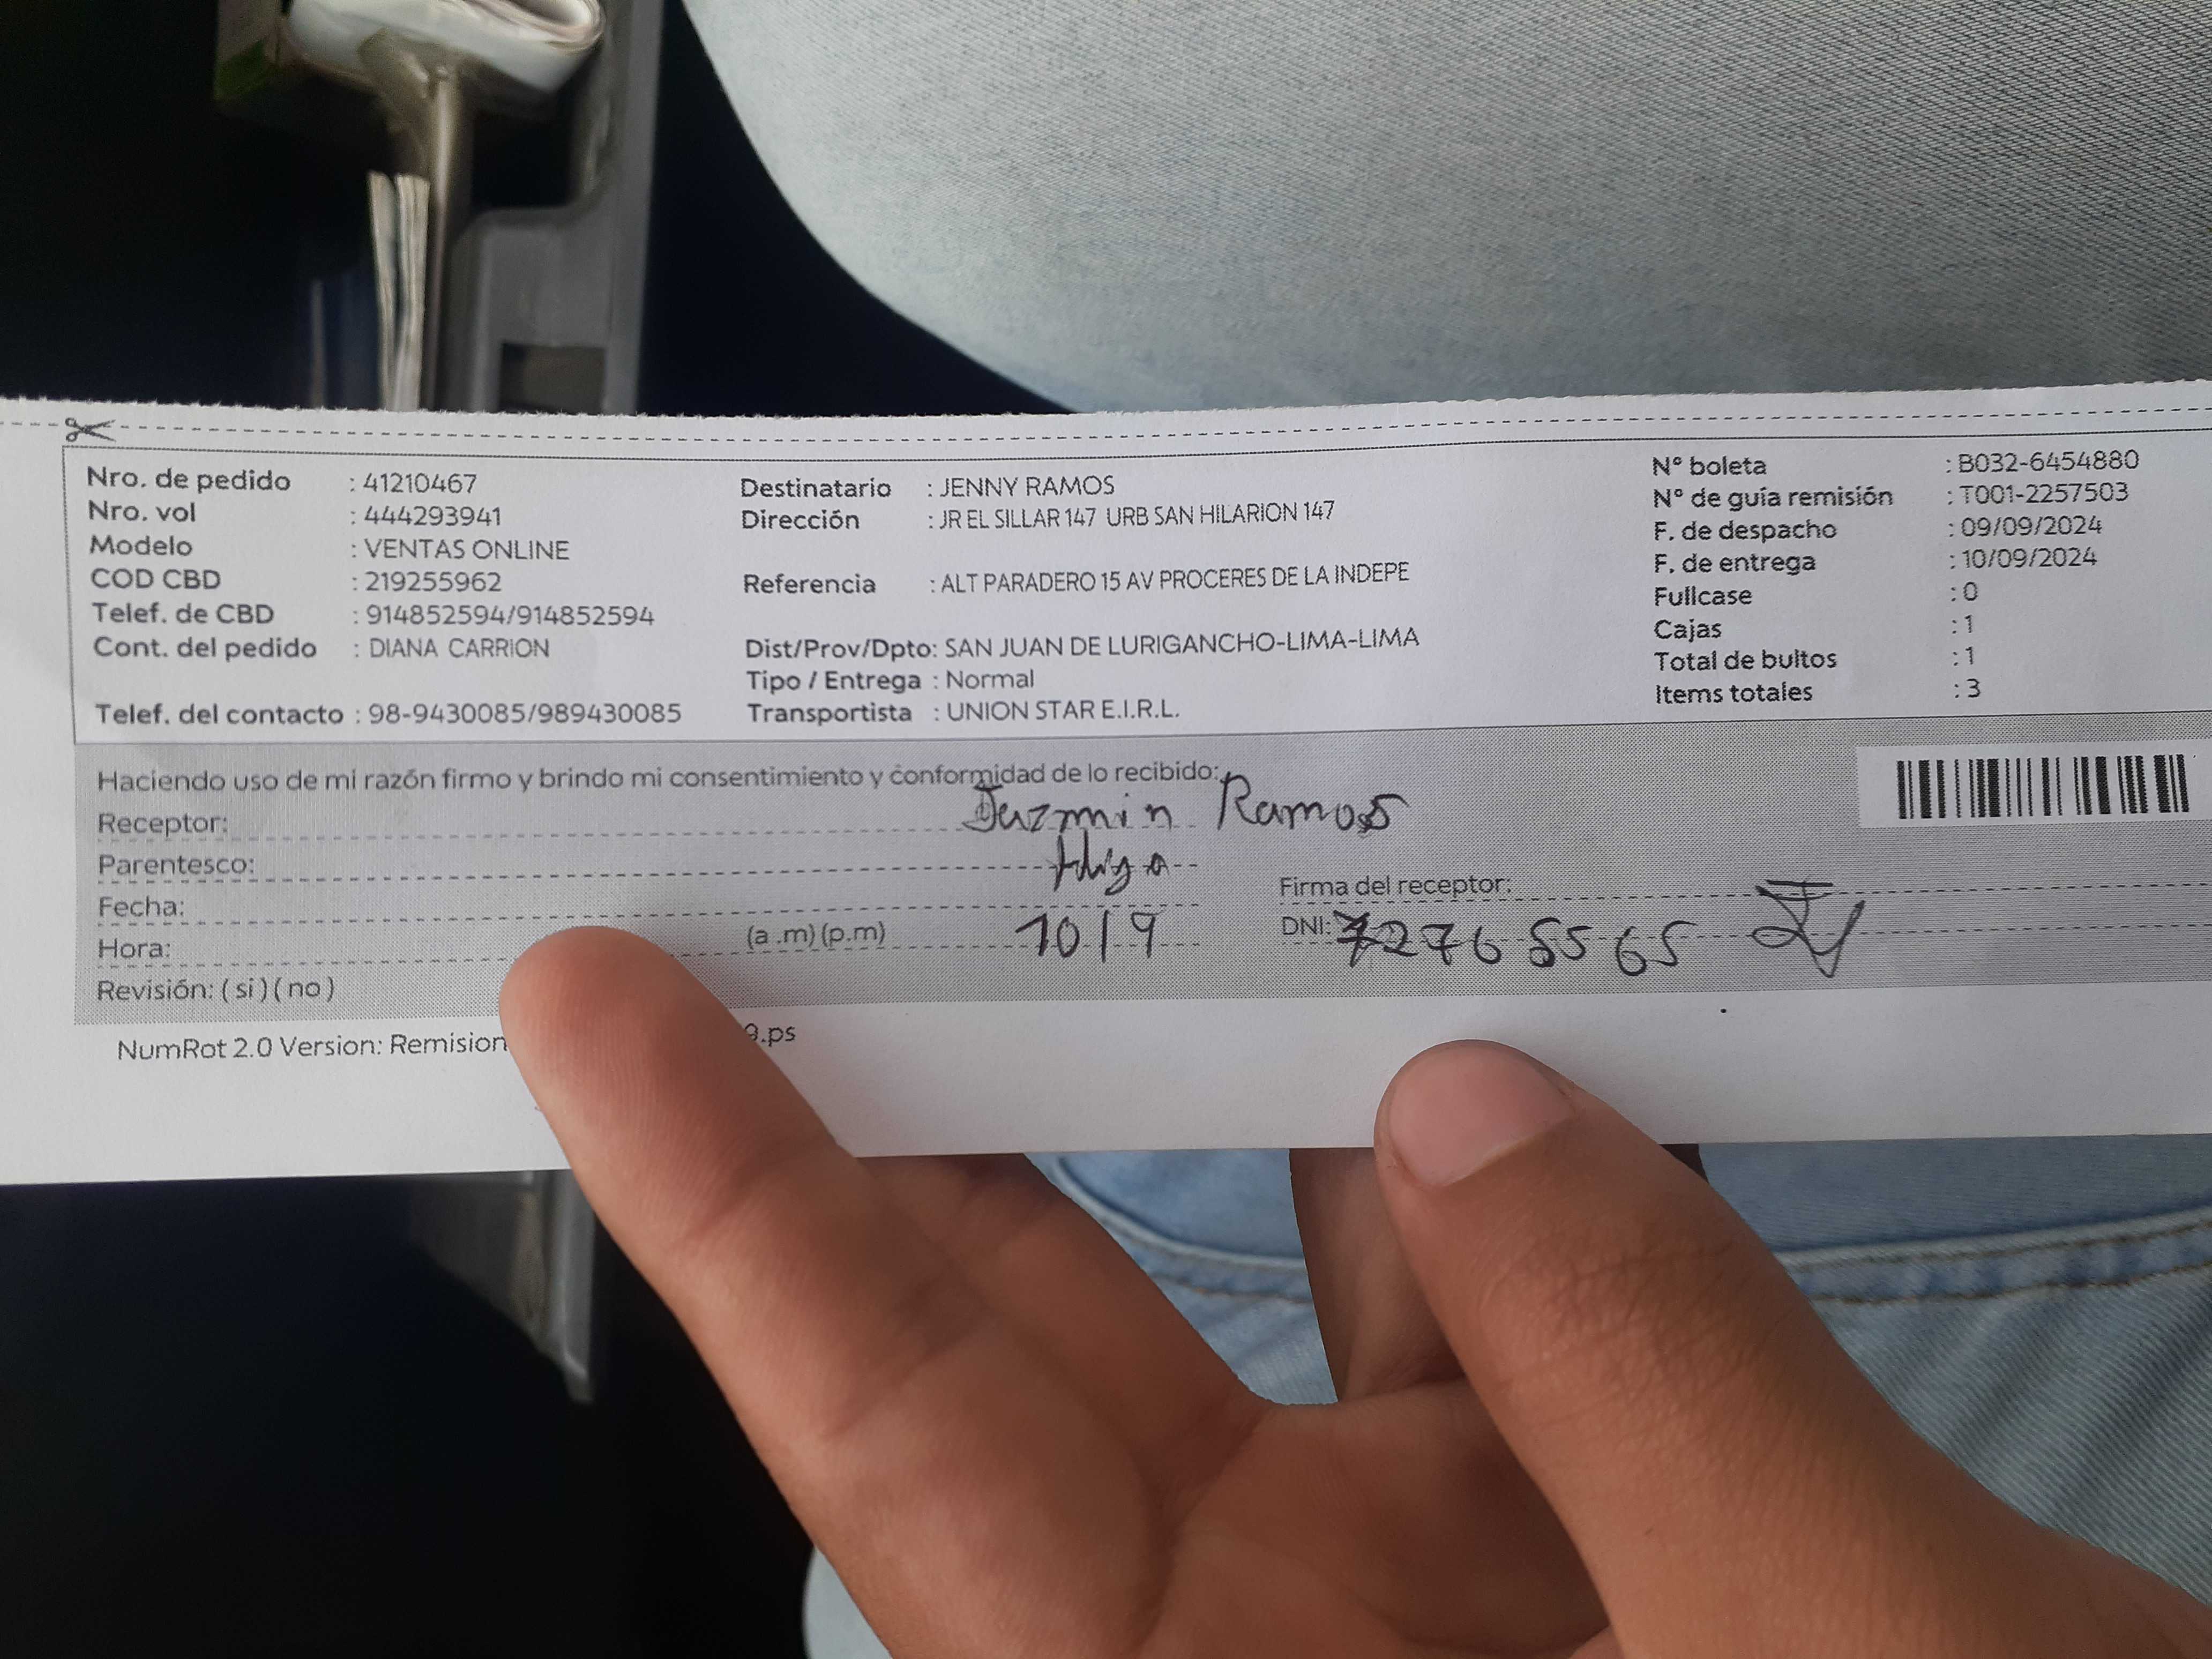 Nro. de pedido : 41210467
Nro. vol : 444293941
Modelo : VENTAS ONLINE
COD CBD : 219255962
Telef. de CBD : 914852594/914852594
Cont. del pedido : DIANA CARRION
Telef. del contacto : 98-9430085/989430085
Destinatario : JENNY RAMOS
Dirección : JR EL SILLAR 147 URB SAN HILARION 147
Referencia : ALT PARADERO 15 AV PROCERES DE LA INDEPE
Dist/Prov/Dpto: SAN JUAN DE LURIGANCHO-LIMA-LIMA
Tipo / Entrega : Normal
Transportista : UNION STAR E.I.R.L.
N° boleta : B032-6454880
N° de guía remisión : T001-2257503
F. de despacho : 09/09/2024
F. de entrega : 10/09/2024
Fullcase : 0
Cajas : 1
Total de bultos : 1
Items totales : 3
Haciendo uso de mi razón firmo y brindo mi consentimiento y conformidad de lo recibido:
Receptor: Jazmin Ramos
Parentesco: Hija
Fecha:
Hora: (a .m) (p.m) 10/9
Revisión: ( si ) ( no )
Firma del receptor:
DNI: 72765565
NumRot 2.0 Version: Remision 9.ps